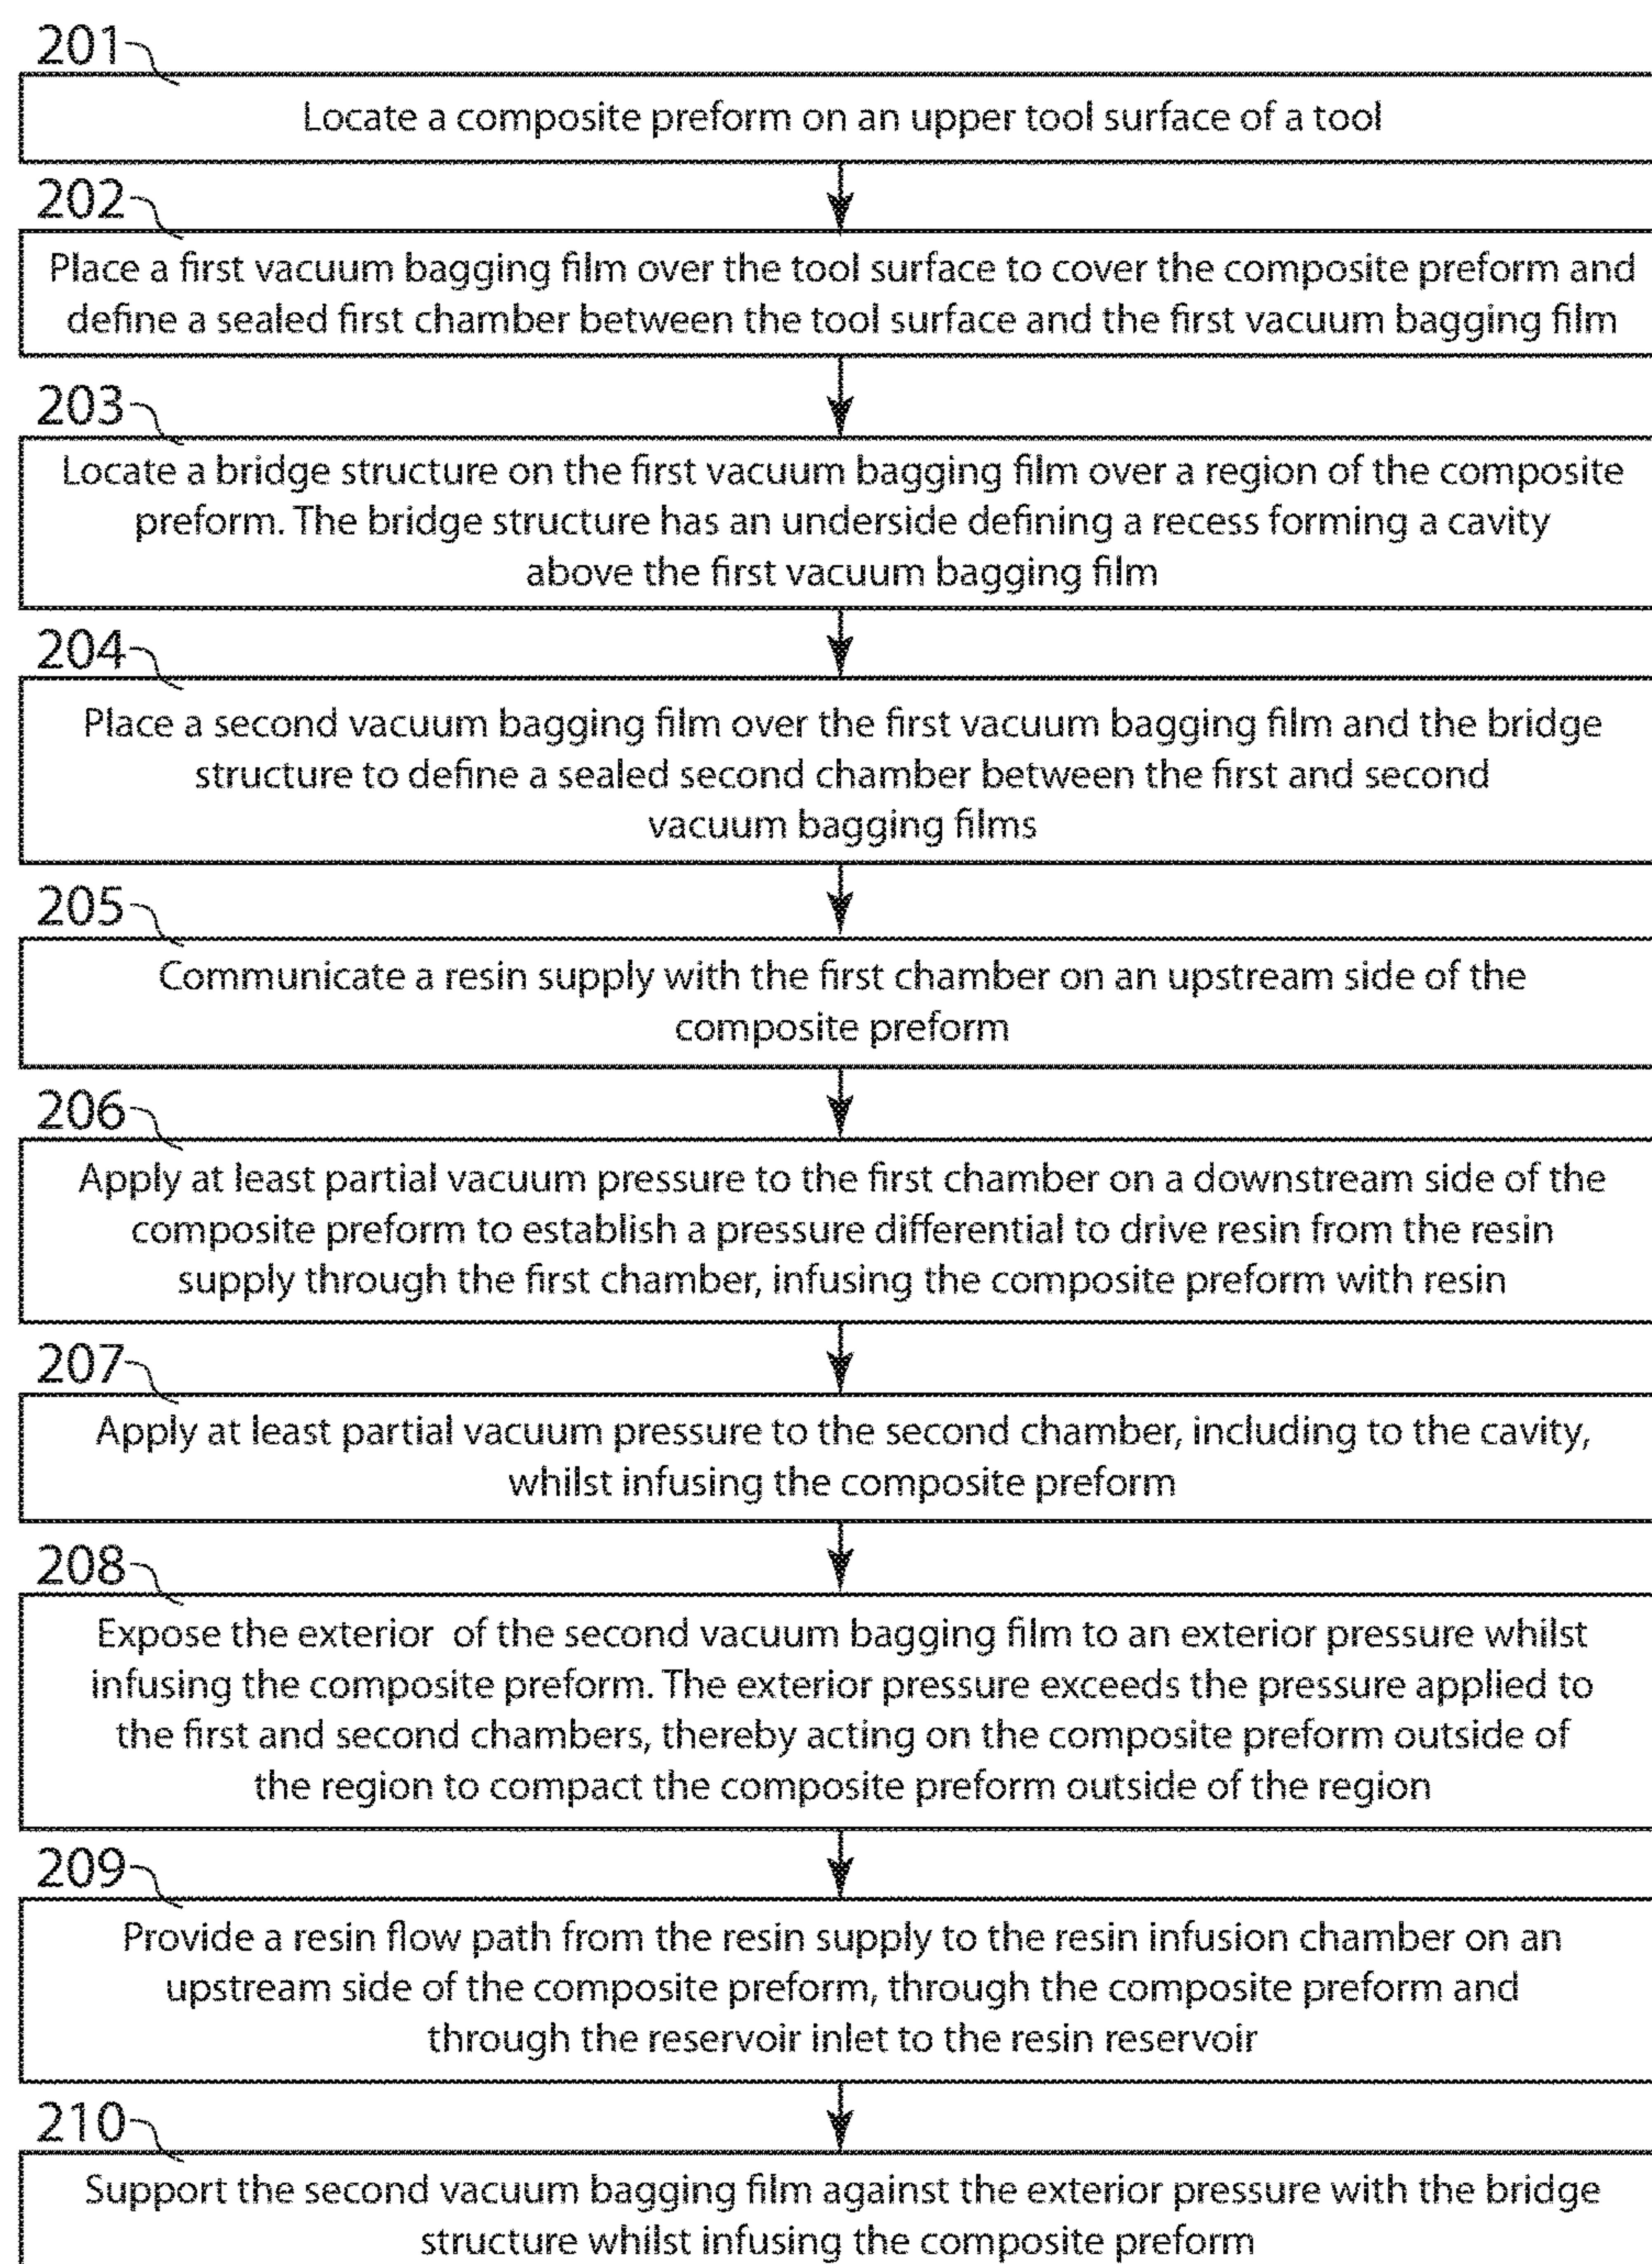 201
Locate a composite preform on an upper tool surface of a tool
202
Place a first vacuum bagging film over the tool surface to cover the composite preform and
define a sealed first chamber between the tool surface and the first vacuum bagging film
203
Locate a bridge structure on the first vacuum bagging film over a region of the composite
preform. The bridge structure has an underside defining a recess forming a cavity
above the first vacuum bagging film
204
Place a second vacuum bagging film over the first vacuum bagging film and the bridge
structure to define a sealed second chamber between the first and second
vacuum bagging films
205
Communicate a resin supply with the first chamber on an upstream side of the
composite preform
206
Apply at least partial vacuum pressure to the first chamber on a downstream side of the
composite preform to establish a pressure differential to drive resin from the resin
supply through the first chamber, infusing the composite preform with resin
207
Apply at least partial vacuum pressure to the second chamber, including to the cavity,
whilst infusing the composite preform
208
Expose the exterior of the second vacuum bagging film to an exterior pressure whilst
infusing the composite preform. The exterior pressure exceeds the pressure applied to
the first and second chambers, thereby acting on the composite preform outside of
the region to compact the composite preform outside of the region
209
Provide a resin flow path from the resin supply to the resin infusion chamber on an
upstream side of the composite preform, through the composite preform and
through the reservoir inlet to the resin reservoir
210
Support the second vacuum bagging film against the exterior pressure with the bridge
structure whilst infusing the composite preform